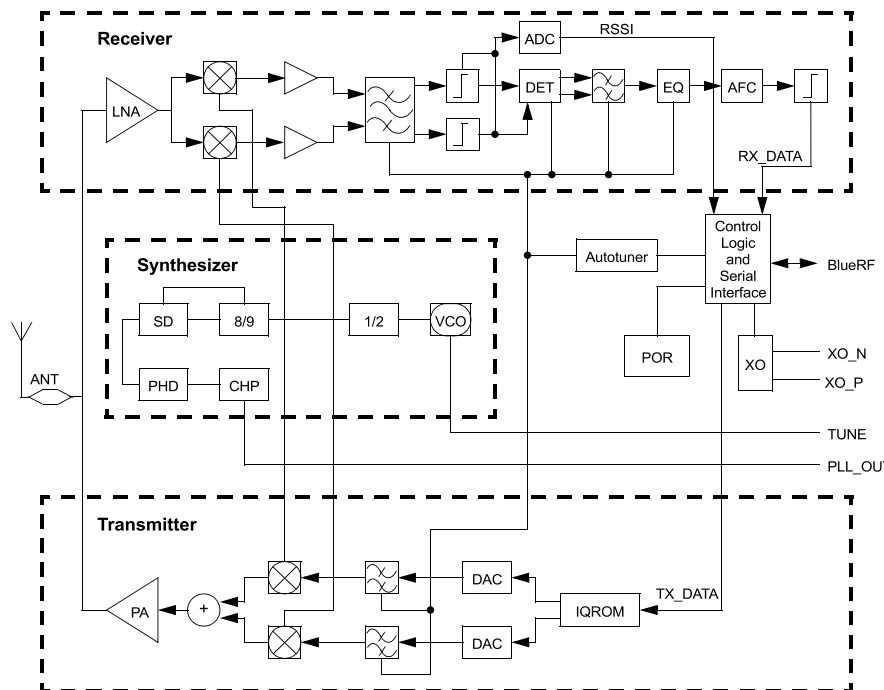 Receiver
ADC
RSSI
LNA
DET
EQ
AFC
RX_DATA
Control
Logic
and
Serial
Interface
BlueRF
Autotuner
Synthesizer
SD
8/9
1/2
VCO
POR
XO
XO_N
XO_P
ANT
PHD
CHP
TUNE
PLL_OUT
Transmitter
PA
+
DAC
IQROM
TX_DATA
DAC